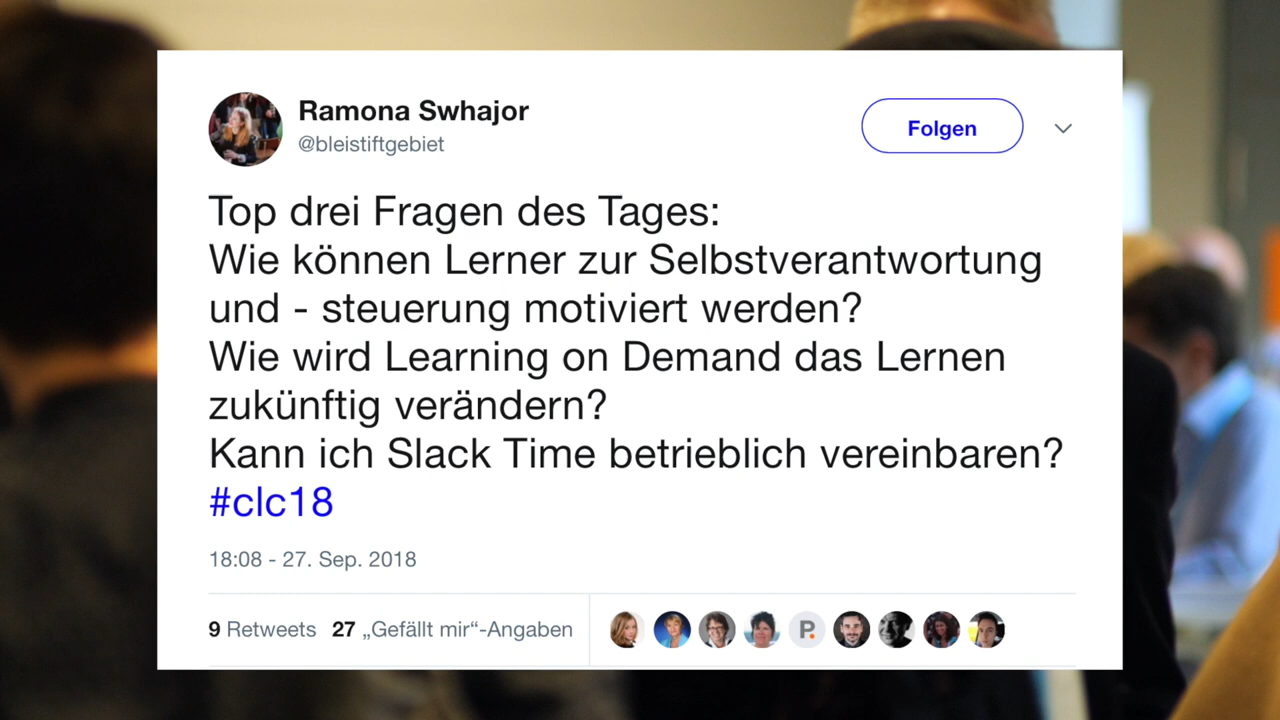 Ramona Swhajor
@bleistiftgebiet
Folgen
Top drei Fragen des Tages:
Wie können Lerner zur Selbstverantwortung
und - steuerung motiviert werden?
Wie wird Learning on Demand das Lernen
zukünftig verändern?
Kann ich Slack Time betrieblich vereinbaren?
#clc18
18:08 - 27. Sep. 2018
9 Retweets 27 „Gefällt mir“-Angaben
P.